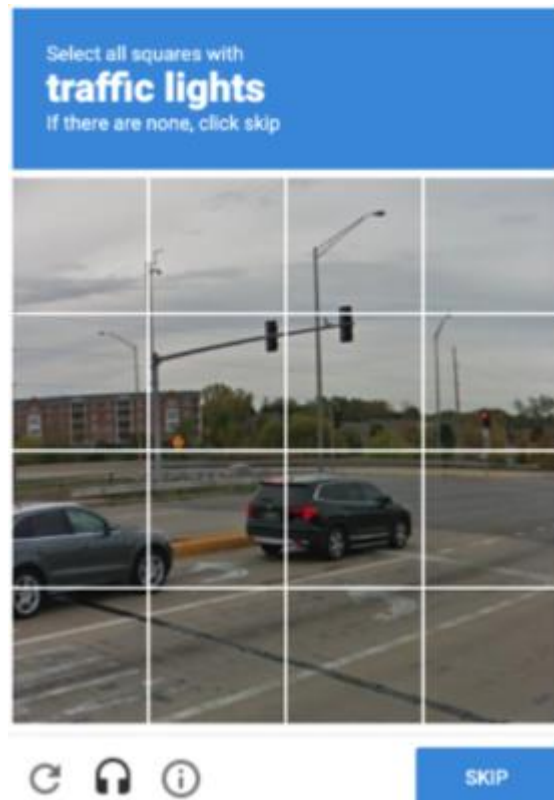 Select all squares with
traffic lights
If there are none, click skip
SKIP